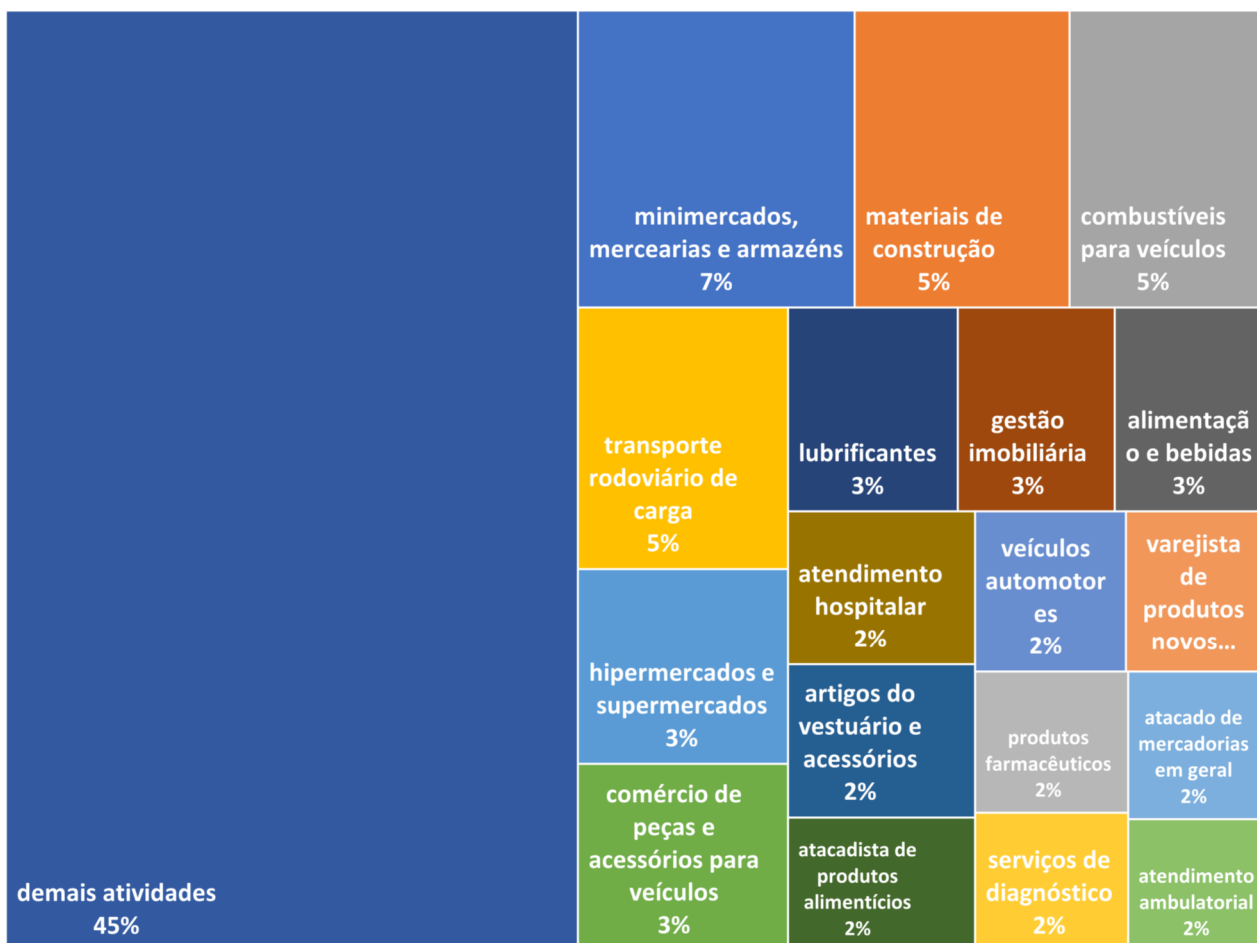 demais atividades
45%
minimercados,
mercearias e armazéns
7%
materiais de
construção
5%
combustíveis
para veículos
5%
transporte
rodoviário de
carga
5%
hipermercados e
supermercados
3%
comércio de
peças e
acessórios para
veículos
3%
lubrificantes
3%
gestão
imobiliária
3%
alimentaçã
o e bebidas
3%
atendimento
hospitalar
2%
artigos do
vestuário e
acessórios
2%
atacadista de
produtos
alimentícios
2%
veículos
automotor
es
2%
varejista
de
produtos
novos...
produtos
farmacêuticos
2%
atacado de
mercadorias
em geral
2%
serviços de
diagnóstico
2%
atendimento
ambulatorial
2%